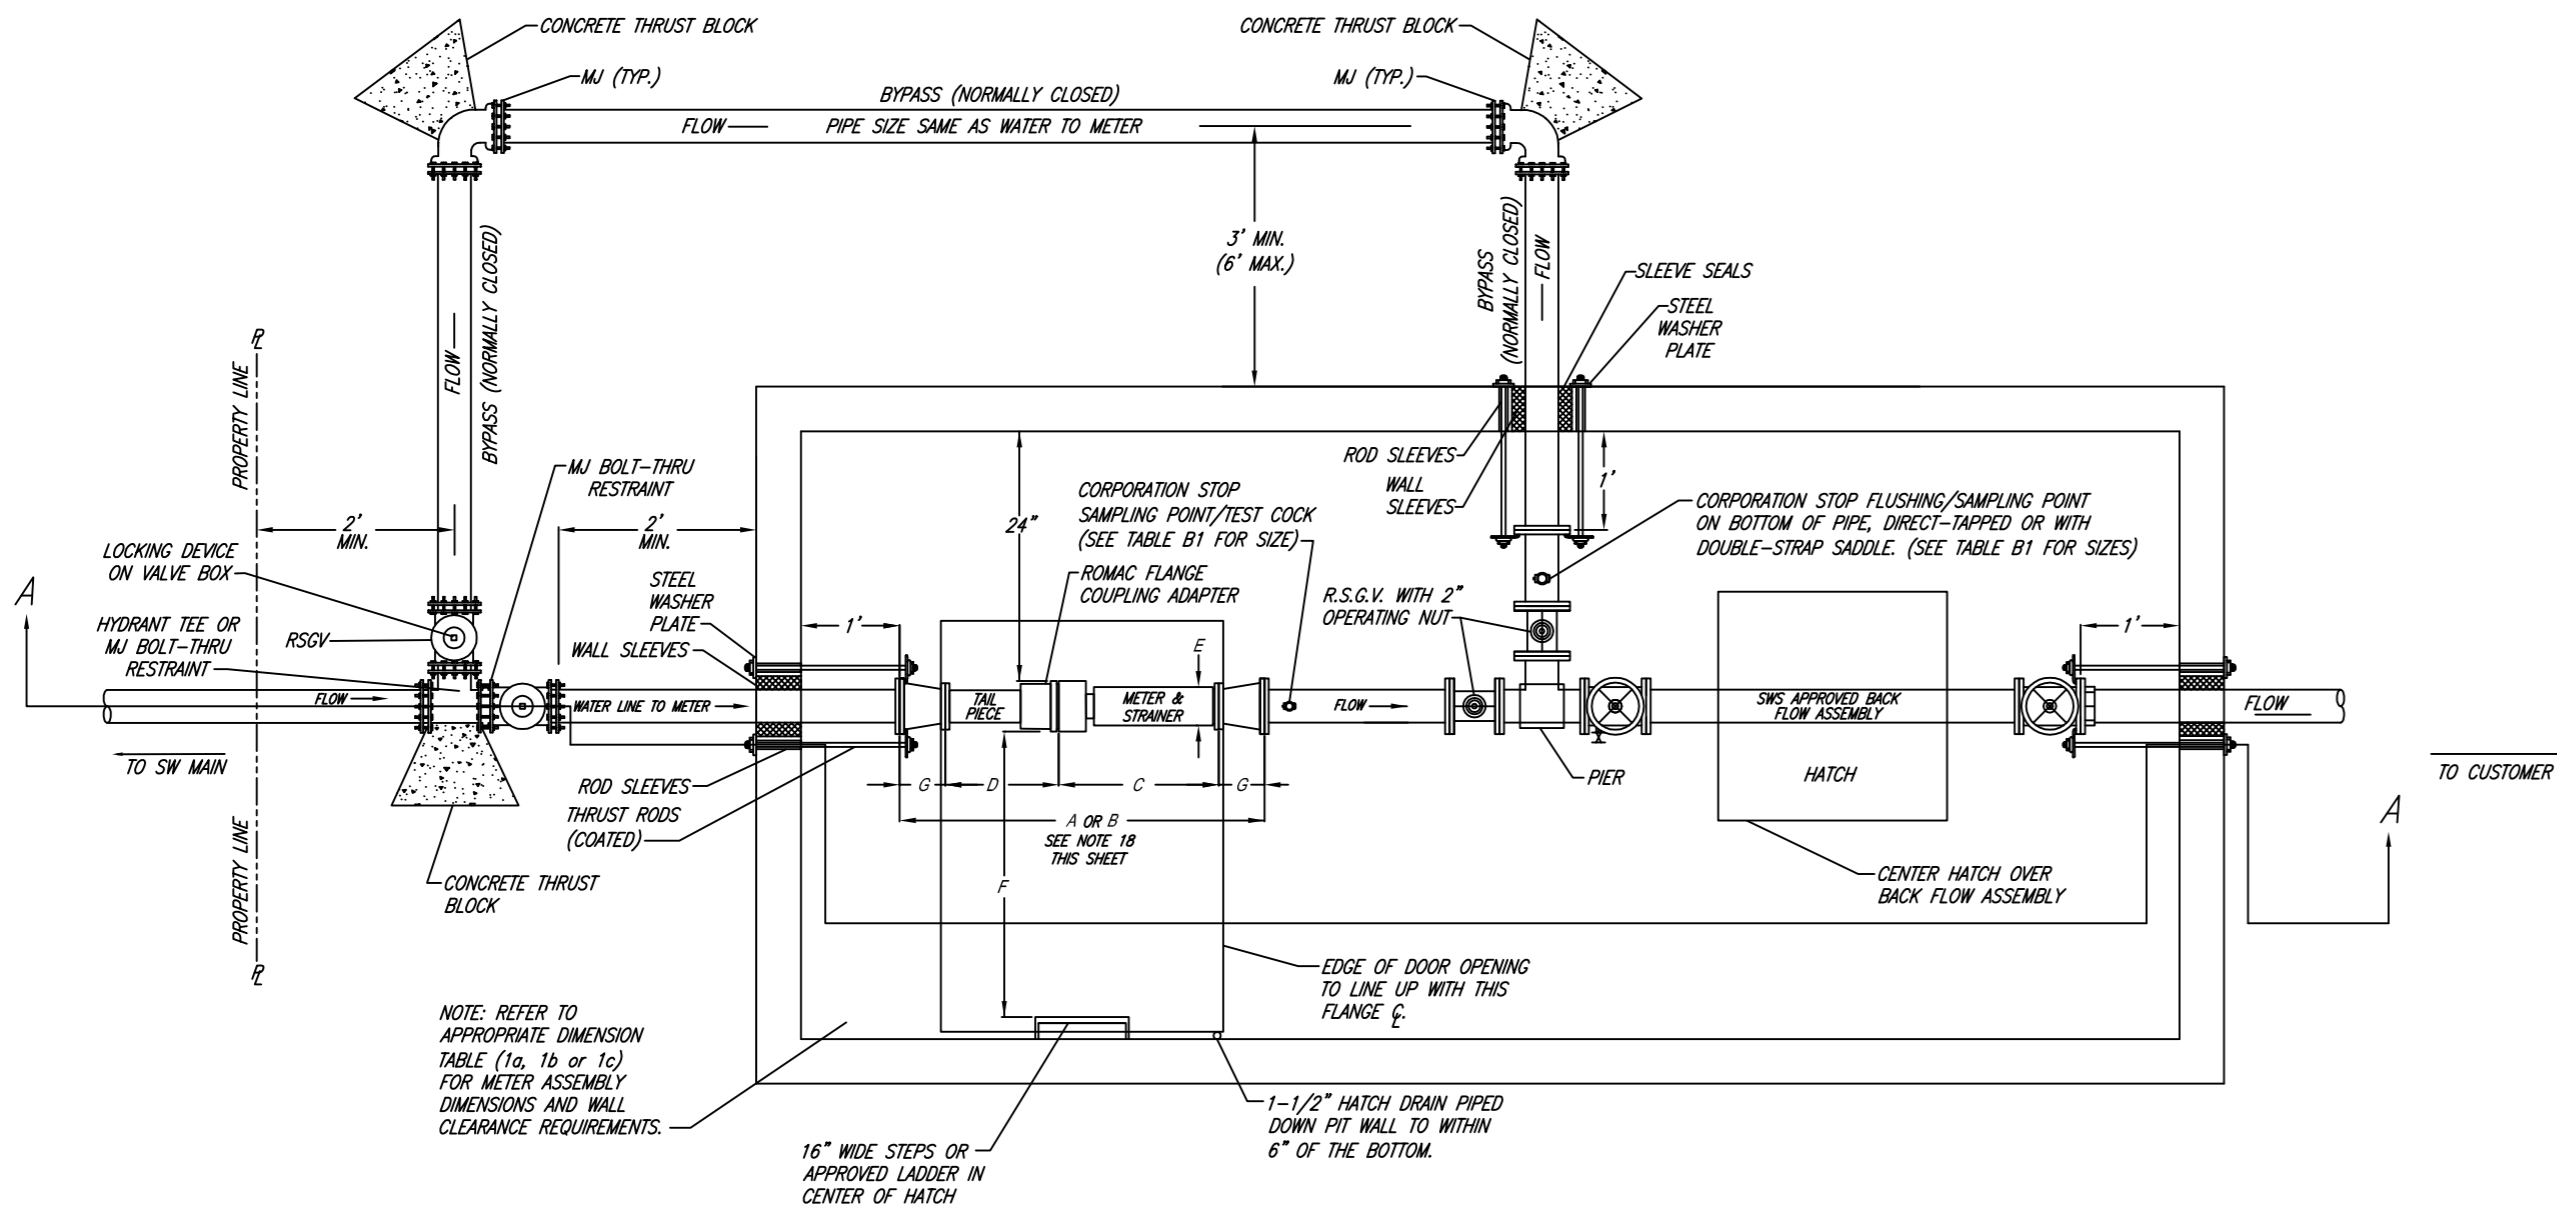 CONCRETE THRUST BLOCK
CONCRETE THRUST BLOCK
MJ (TYP.)
MJ (TYP.)
BYPASS (NORMALLY CLOSED)
FLOW
PIPE SIZE SAME AS WATER TO METER
3' MIN.
(6' MAX.)
BYPASS (NORMALLY CLOSED)
FLOW
BYPASS
(NORMALLY CLOSED)
FLOW
SLEEVE SEALS
STEEL
WASHER
PLATE
PROPERTY LINE
MJ BOLT-THRU
RESTRAINT
ROD SLEEVES
WALL
SLEEVES
1'
CORPORATION STOP
SAMPLING POINT/TEST COCK
(SEE TABLE B1 FOR SIZE)
CORPORATION STOP FLUSHING/SAMPLING POINT
ON BOTTOM OF PIPE, DIRECT-TAPPED OR WITH
DOUBLE-STRAP SADDLE. (SEE TABLE B1 FOR SIZES)
24"
2'
MIN.
2'
MIN.
LOCKING DEVICE
ON VALVE BOX
A
HYDRANT TEE OR
MJ BOLT-THRU
RESTRAINT
RSGV
STEEL
WASHER
PLATE
WALL SLEEVES
1'
ROMAC FLANGE
COUPLING ADAPTER
R.S.G.V. WITH 2"
OPERATING NUT
E
1'
FLOW
WATER LINE TO METER
TAIL
PIECE
METER &
STRAINER
FLOW
SWS APPROVED BACK
FLOW ASSEMBLY
FLOW
TO SW MAIN
HATCH
TO CUSTOMER
PIER
ROD SLEEVES
G
D
C
G
THRUST RODS
(COATED)
A OR B
SEE NOTE 18
THIS SHEET
A
F
CONCRETE THRUST
BLOCK
PROPERTY LINE
CENTER HATCH OVER
BACK FLOW ASSEMBLY
EDGE OF DOOR OPENING
TO LINE UP WITH THIS
FLANGE ℄.
NOTE: REFER TO
APPROPRIATE DIMENSION
TABLE (1a, 1b or 1c)
FOR METER ASSEMBLY
DIMENSIONS AND WALL
CLEARANCE REQUIREMENTS.
1-1/2" HATCH DRAIN PIPED
DOWN PIT WALL TO WITHIN
6" OF THE BOTTOM.
16" WIDE STEPS OR
APPROVED LADDER IN
CENTER OF HATCH